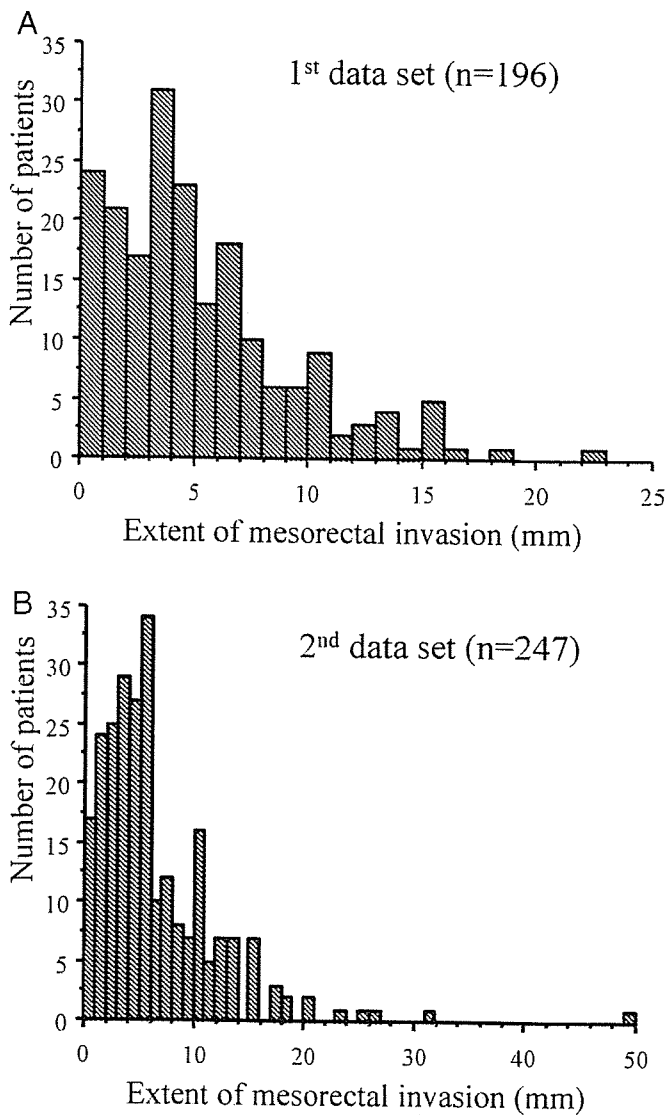 A
1st data set (n=196)
Number of patients
35
30
25
20
15
10
5
0
0 5 10 15 20 25
Extent of mesorectal invasion (mm)
B
2nd data set (n=247)
Number of patients
35
30
25
20
15
10
5
0
0 10 20 30 40 50
Extent of mesorectal invasion (mm)